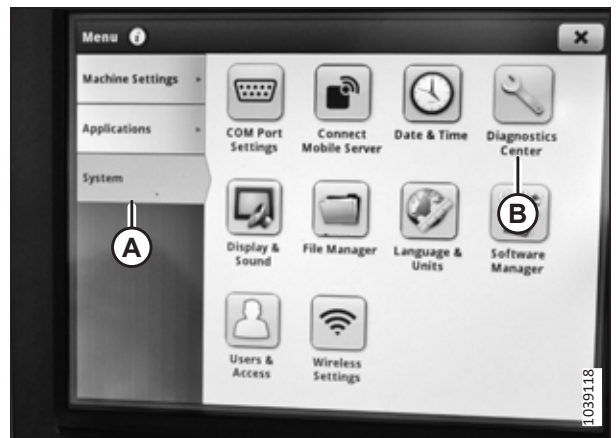 Menu i
Machine Settings
Applications
System
COM Port
Settings
Connect
Mobile Server
Date & Time
Diagnostics
Center
Display &
Sound
File Manager
Language &
Units
Software
Manager
Users &
Access
Wireless
Settings
A
B
1039118